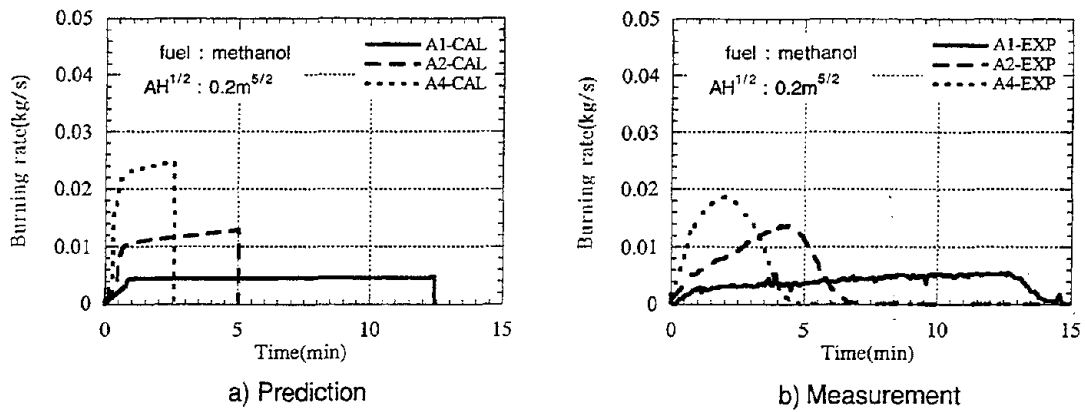 0.05
0.04
0.03
0.02
0.01
0
Burning rate(kg/s)
fuel : methanol
AH1/2 : 0.2m5/2
A1-CAL
A2-CAL
A4-CAL
0 5 10 15
Time(min)
a) Prediction
0.05
0.04
0.03
0.02
0.01
0
Burning rate(kg/s)
fuel : methanol
AH1/2 : 0.2m5/2
A1-EXP
A2-EXP
A4-EXP
0 5 10 15
Time(min)
b) Measurement